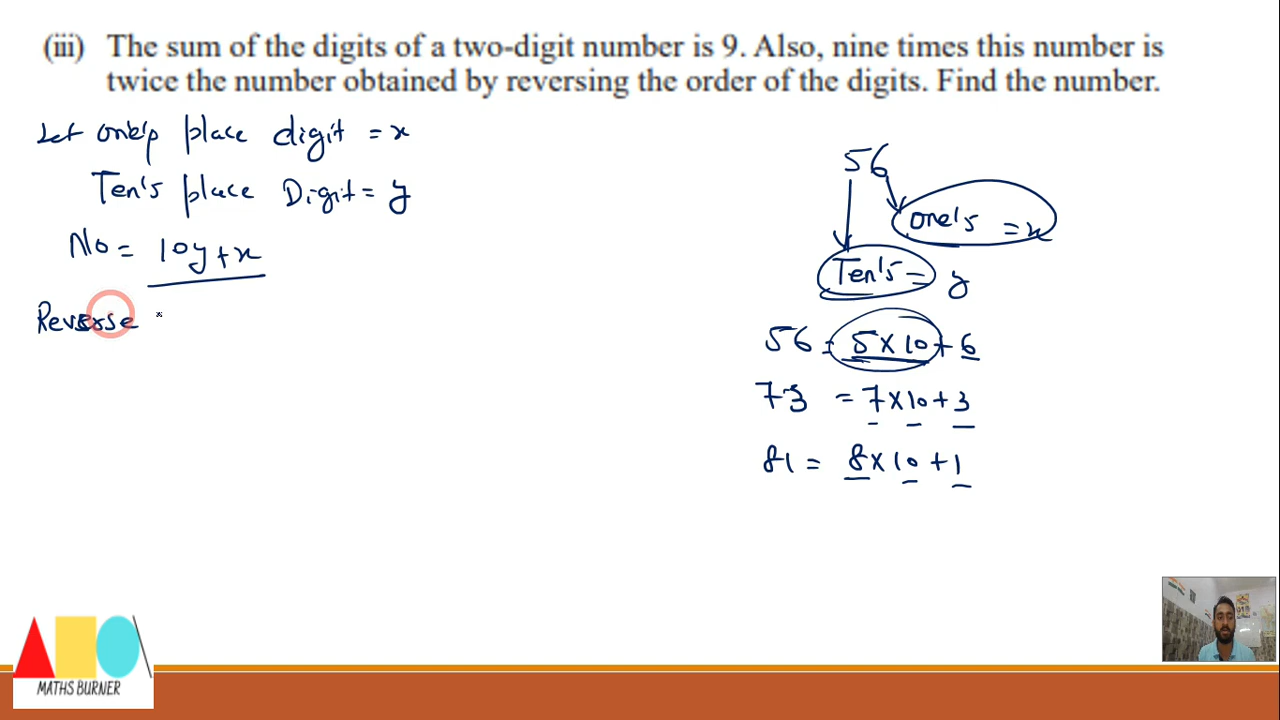 (iii) The sum of the digits of a two-digit number is 9. Also, nine times this number is
twice the number obtained by reversing the order of the digits. Find the number.
Let one's place digit = x
Ten's place Digit = y
No = 10y + x
Reverse
56
one's = x
Ten's = y
56 = 5 x 10 + 6
73 = 7 x 10 + 3
81 = 8 x 10 + 1
MATHS BURNER